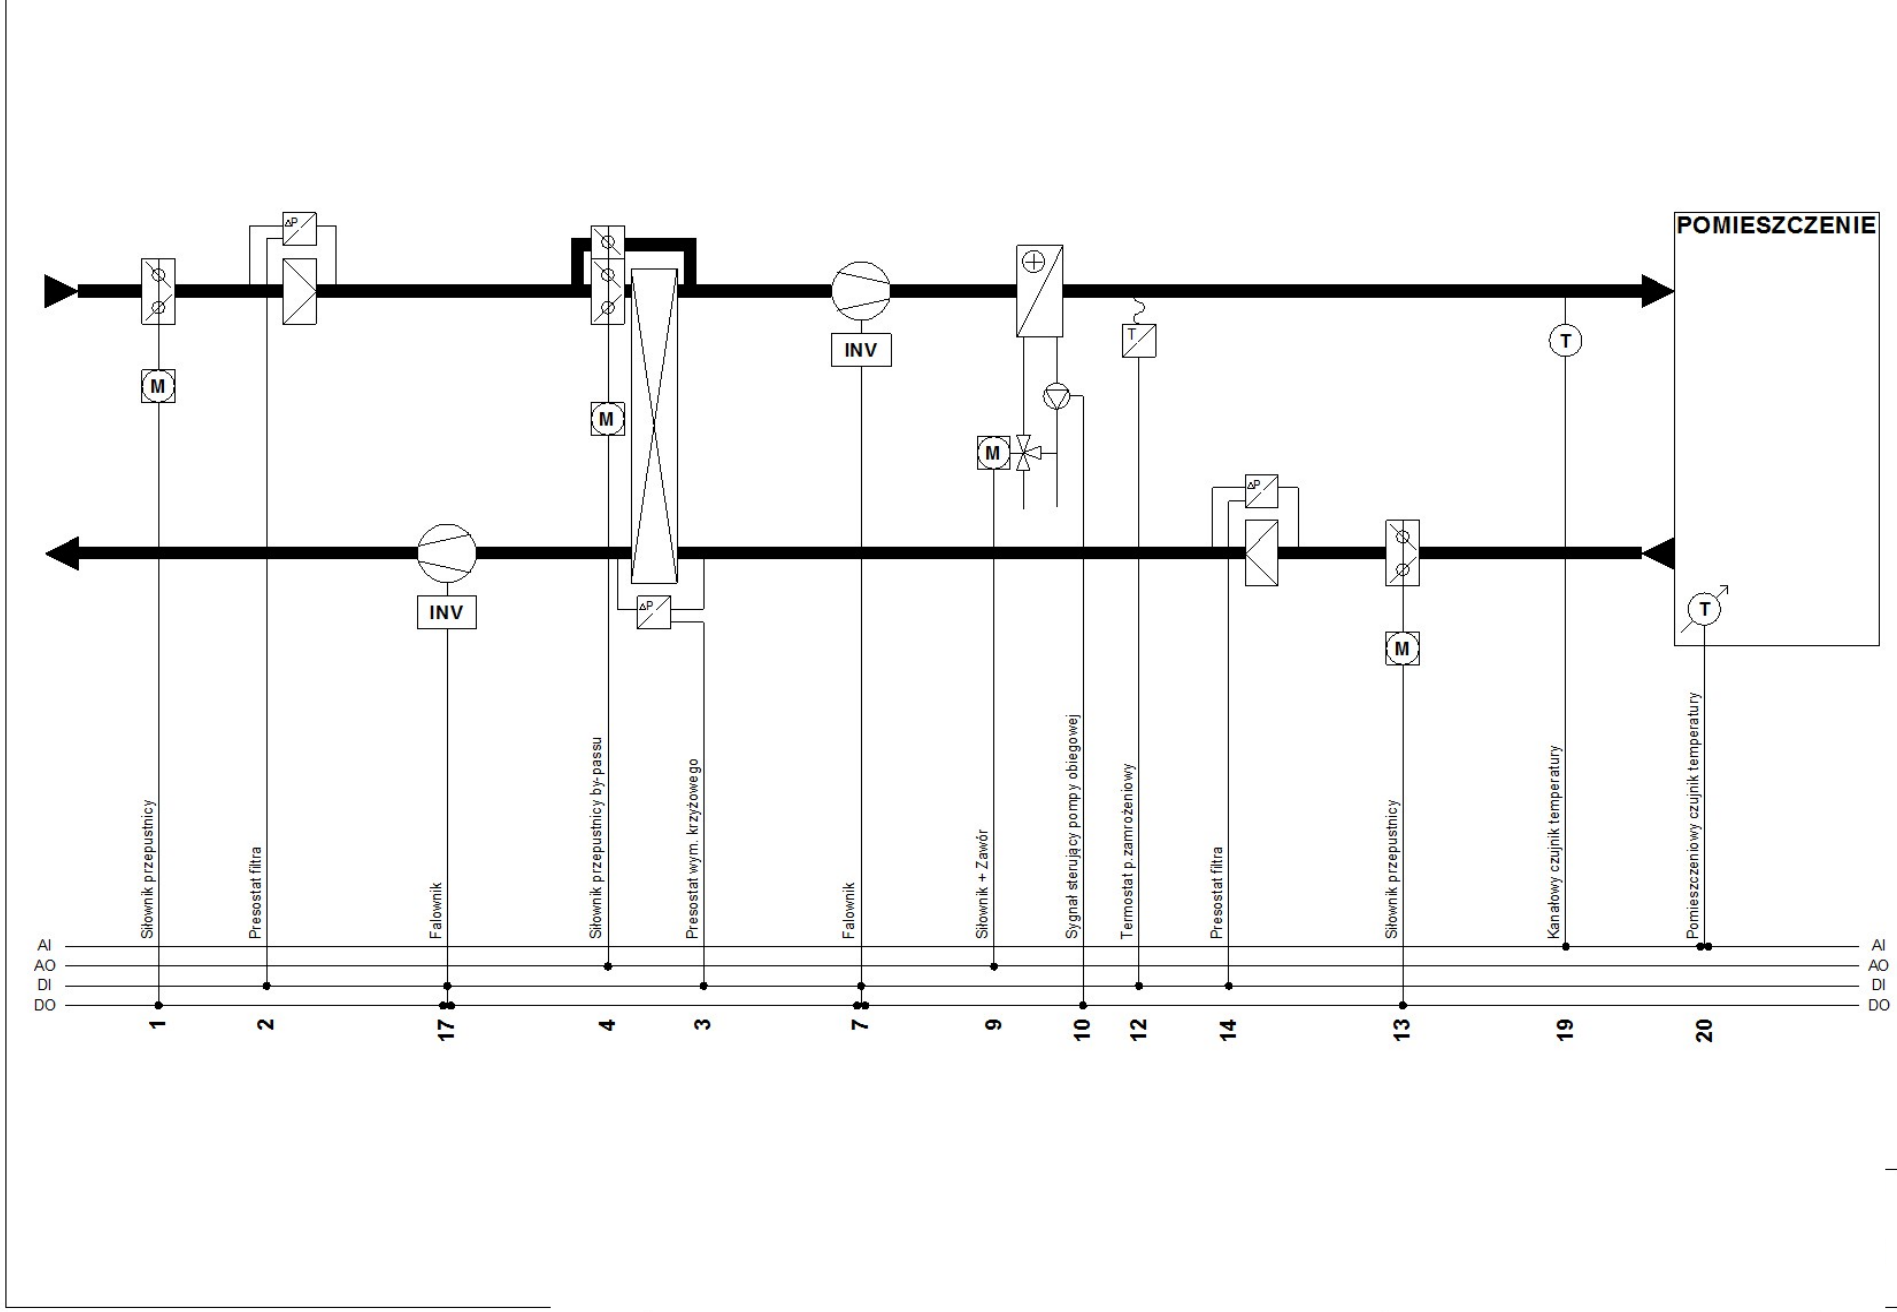 POMIESZCZENIE
ΔP
T
INV
T
M
M
M
ΔP
INV
ΔP
T
M
Siłownik przepustnicy
Presostat filtra
Falownik
Siłownik przepustnicy by-passu
Presostat wym. krzyżowego
Falownik
Siłownik + Zawór
Sygnał sterujący pompy obiegowej
Termostat p.zamrożeniowy
Presostat filtra
Siłownik przepustnicy
Kanałowy czujnik temperatury
Pomieszczeniowy czujnik temperatury
AI AI
AO AO
DI DI
DO DO
1 2 17 4 3 7 9 10 12 14 13 19 20